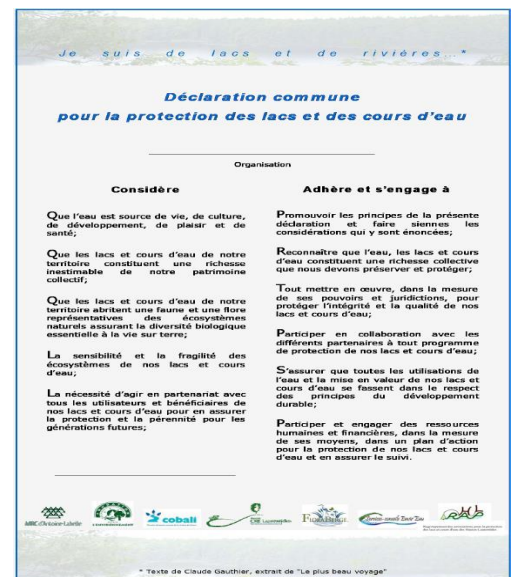 Je suis de lacs et de rivières...*
Déclaration commune
pour la protection des lacs et des cours d'eau
Organisation
Considère
Que l'eau est source de vie, de culture,
de développement, de plaisir et de
santé;
Que les lacs et cours d'eau de notre
territoire constituent une richesse
inestimable de notre patrimoine
collectif;
Que les lacs et cours d'eau de notre
territoire abritent une faune et une flore
représentatives des écosystèmes
naturels assurant la diversité biologique
essentielle à la vie sur terre;
La sensibilité et la fragilité des
écosystèmes de nos lacs et cours
d'eau;
La nécessité d'agir en partenariat avec
tous les utilisateurs et bénéficiaires de
nos lacs et cours d'eau pour en assurer
la protection et la pérennité pour les
générations futures;
Adhère et s'engage à
Promouvoir les principes de la présente
déclaration et faire siennes les
considérations qui y sont énoncées;
Reconnaître que l'eau, les lacs et cours
d'eau constituent une richesse collective
que nous devons préserver et protéger;
Tout mettre en œuvre, dans la mesure
de ses pouvoirs et juridictions, pour
protéger l'intégrité et la qualité de nos
lacs et cours d'eau;
Participer en collaboration avec les
différents partenaires à tout programme
de protection de nos lacs et cours d'eau;
S'assurer que toutes les utilisations de
l'eau et la mise en valeur de nos lacs et
cours d'eau se fassent dans le respect
des principes du développement
durable;
Participer et engager des ressources
humaines et financières, dans la mesure
de ses moyens, dans un plan d'action
pour la protection de nos lacs et cours
d'eau et en assurer le suivi.
MRC d'Antoine-Labelle
cobali
* Texte de Claude Gauthier, extrait de "Le plus beau voyage"